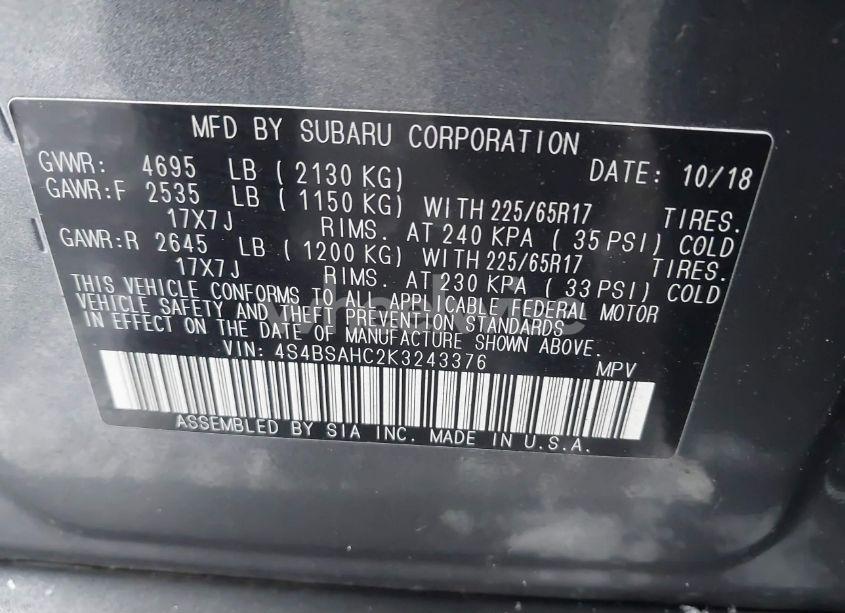 MFD BY SUBARU CORPORATION
GVWR: 4695 LB ( 2130 KG) DATE: 10/18
GAWR:F 2535 LB ( 1150 KG) WITH 225/65R17 TIRES.
17X7J RIMS. AT 240 KPA ( 35 PSI) COLD
GAWR:R 2645 LB ( 1200 KG) WITH 225/65R17 TIRES.
17X7J RIMS. AT 230 KPA ( 33 PSI) COLD
THIS VEHICLE CONFORMS TO ALL APPLICABLE FEDERAL MOTOR
VEHICLE SAFETY AND THEFT PREVENTION STANDARDS
IN EFFECT ON THE DATE OF MANUFACTURE SHOWN ABOVE.
VIN: 4S4BSAHC2K3243376 MPV
ASSEMBLED BY SIA INC. MADE IN U.S.A.